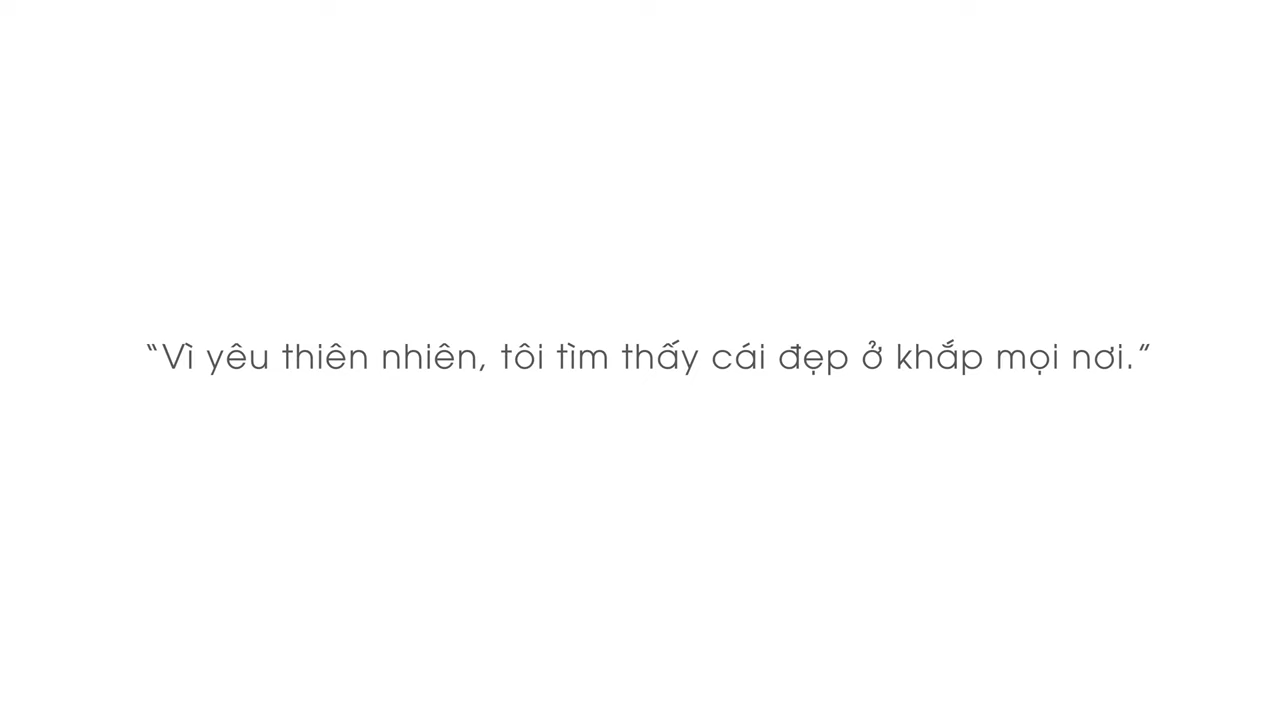 “Vì yêu thiên nhiên, tôi tìm thấy cái đẹp ở khắp mọi nơi.”